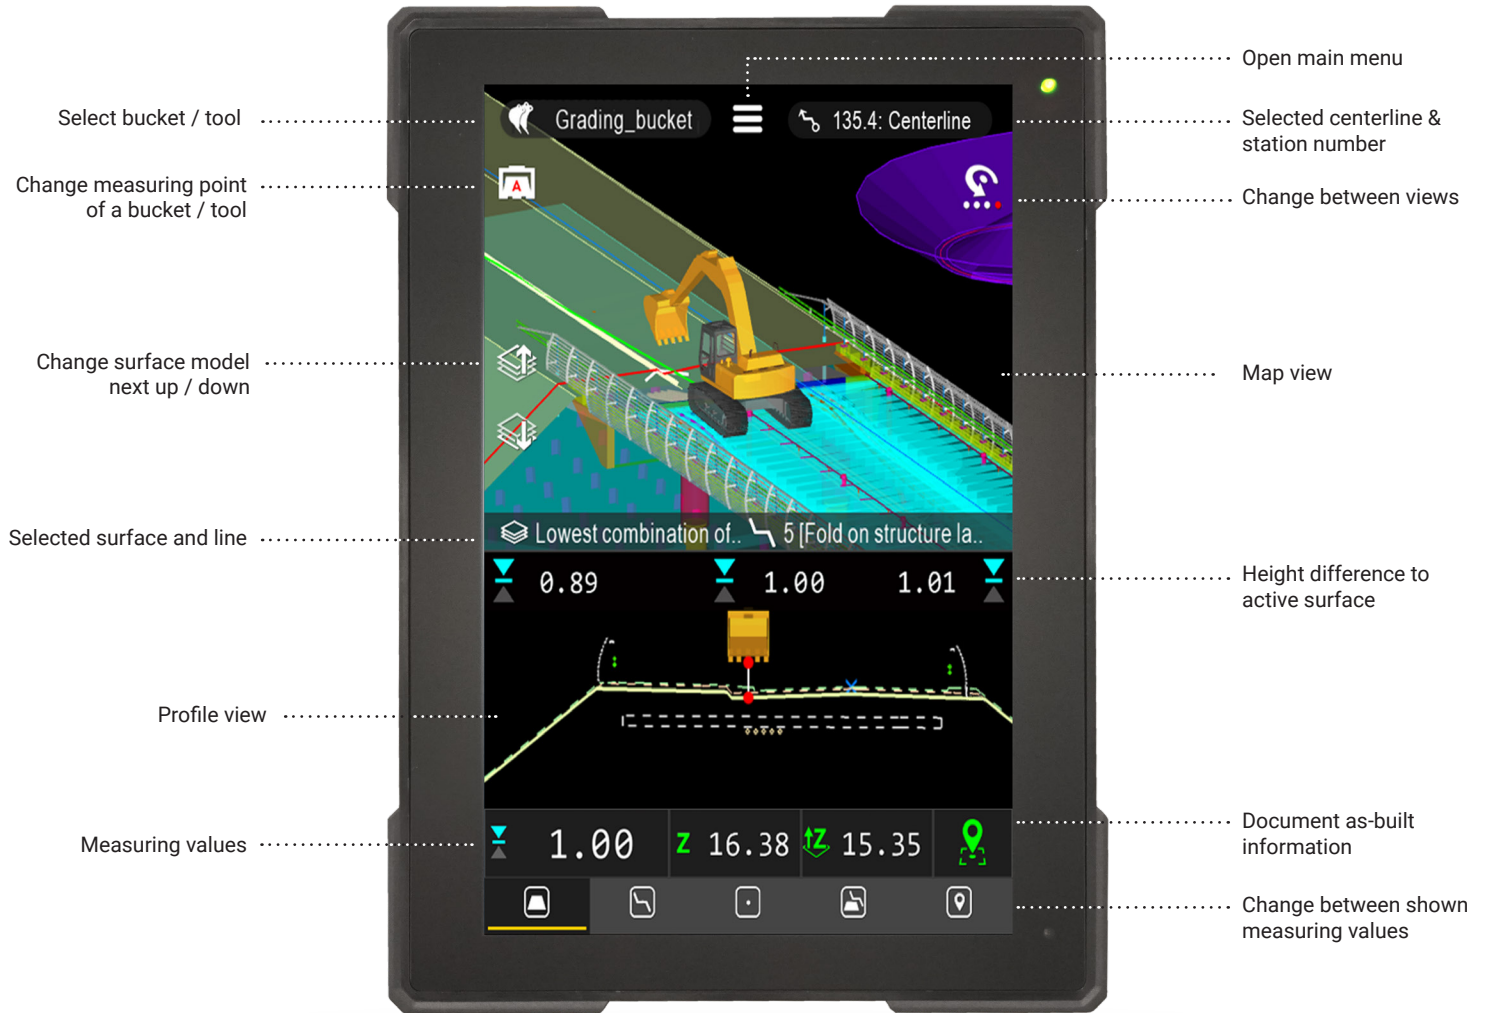 Open main menu
Select bucket / tool
Grading_bucket
135.4: Centerline
Selected centerline &
station number
Change measuring point
of a bucket / tool
A
Change between views
Change surface model
next up / down
Map view
Selected surface and line
Lowest combination of..
5 [Fold on structure la..
0.89
1.00
1.01
Height difference to
active surface
Profile view
Measuring values
1.00
Z 16.38
Z 15.35
Document as-built
information
Change between shown
measuring values